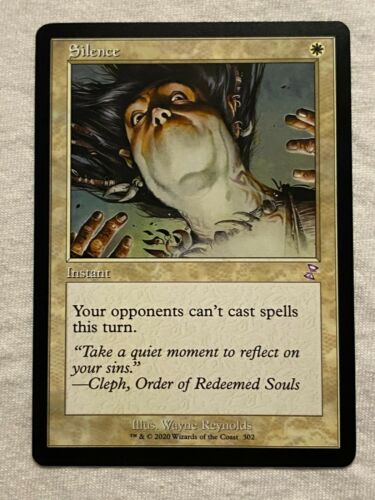 Silence
Instant
Your opponents can't cast spells
this turn.
"Take a quiet moment to reflect on
your sins."
—Cleph, Order of Redeemed Souls
Illus. Wayne Reynolds
™ & © 2020 Wizards of the Coast 302